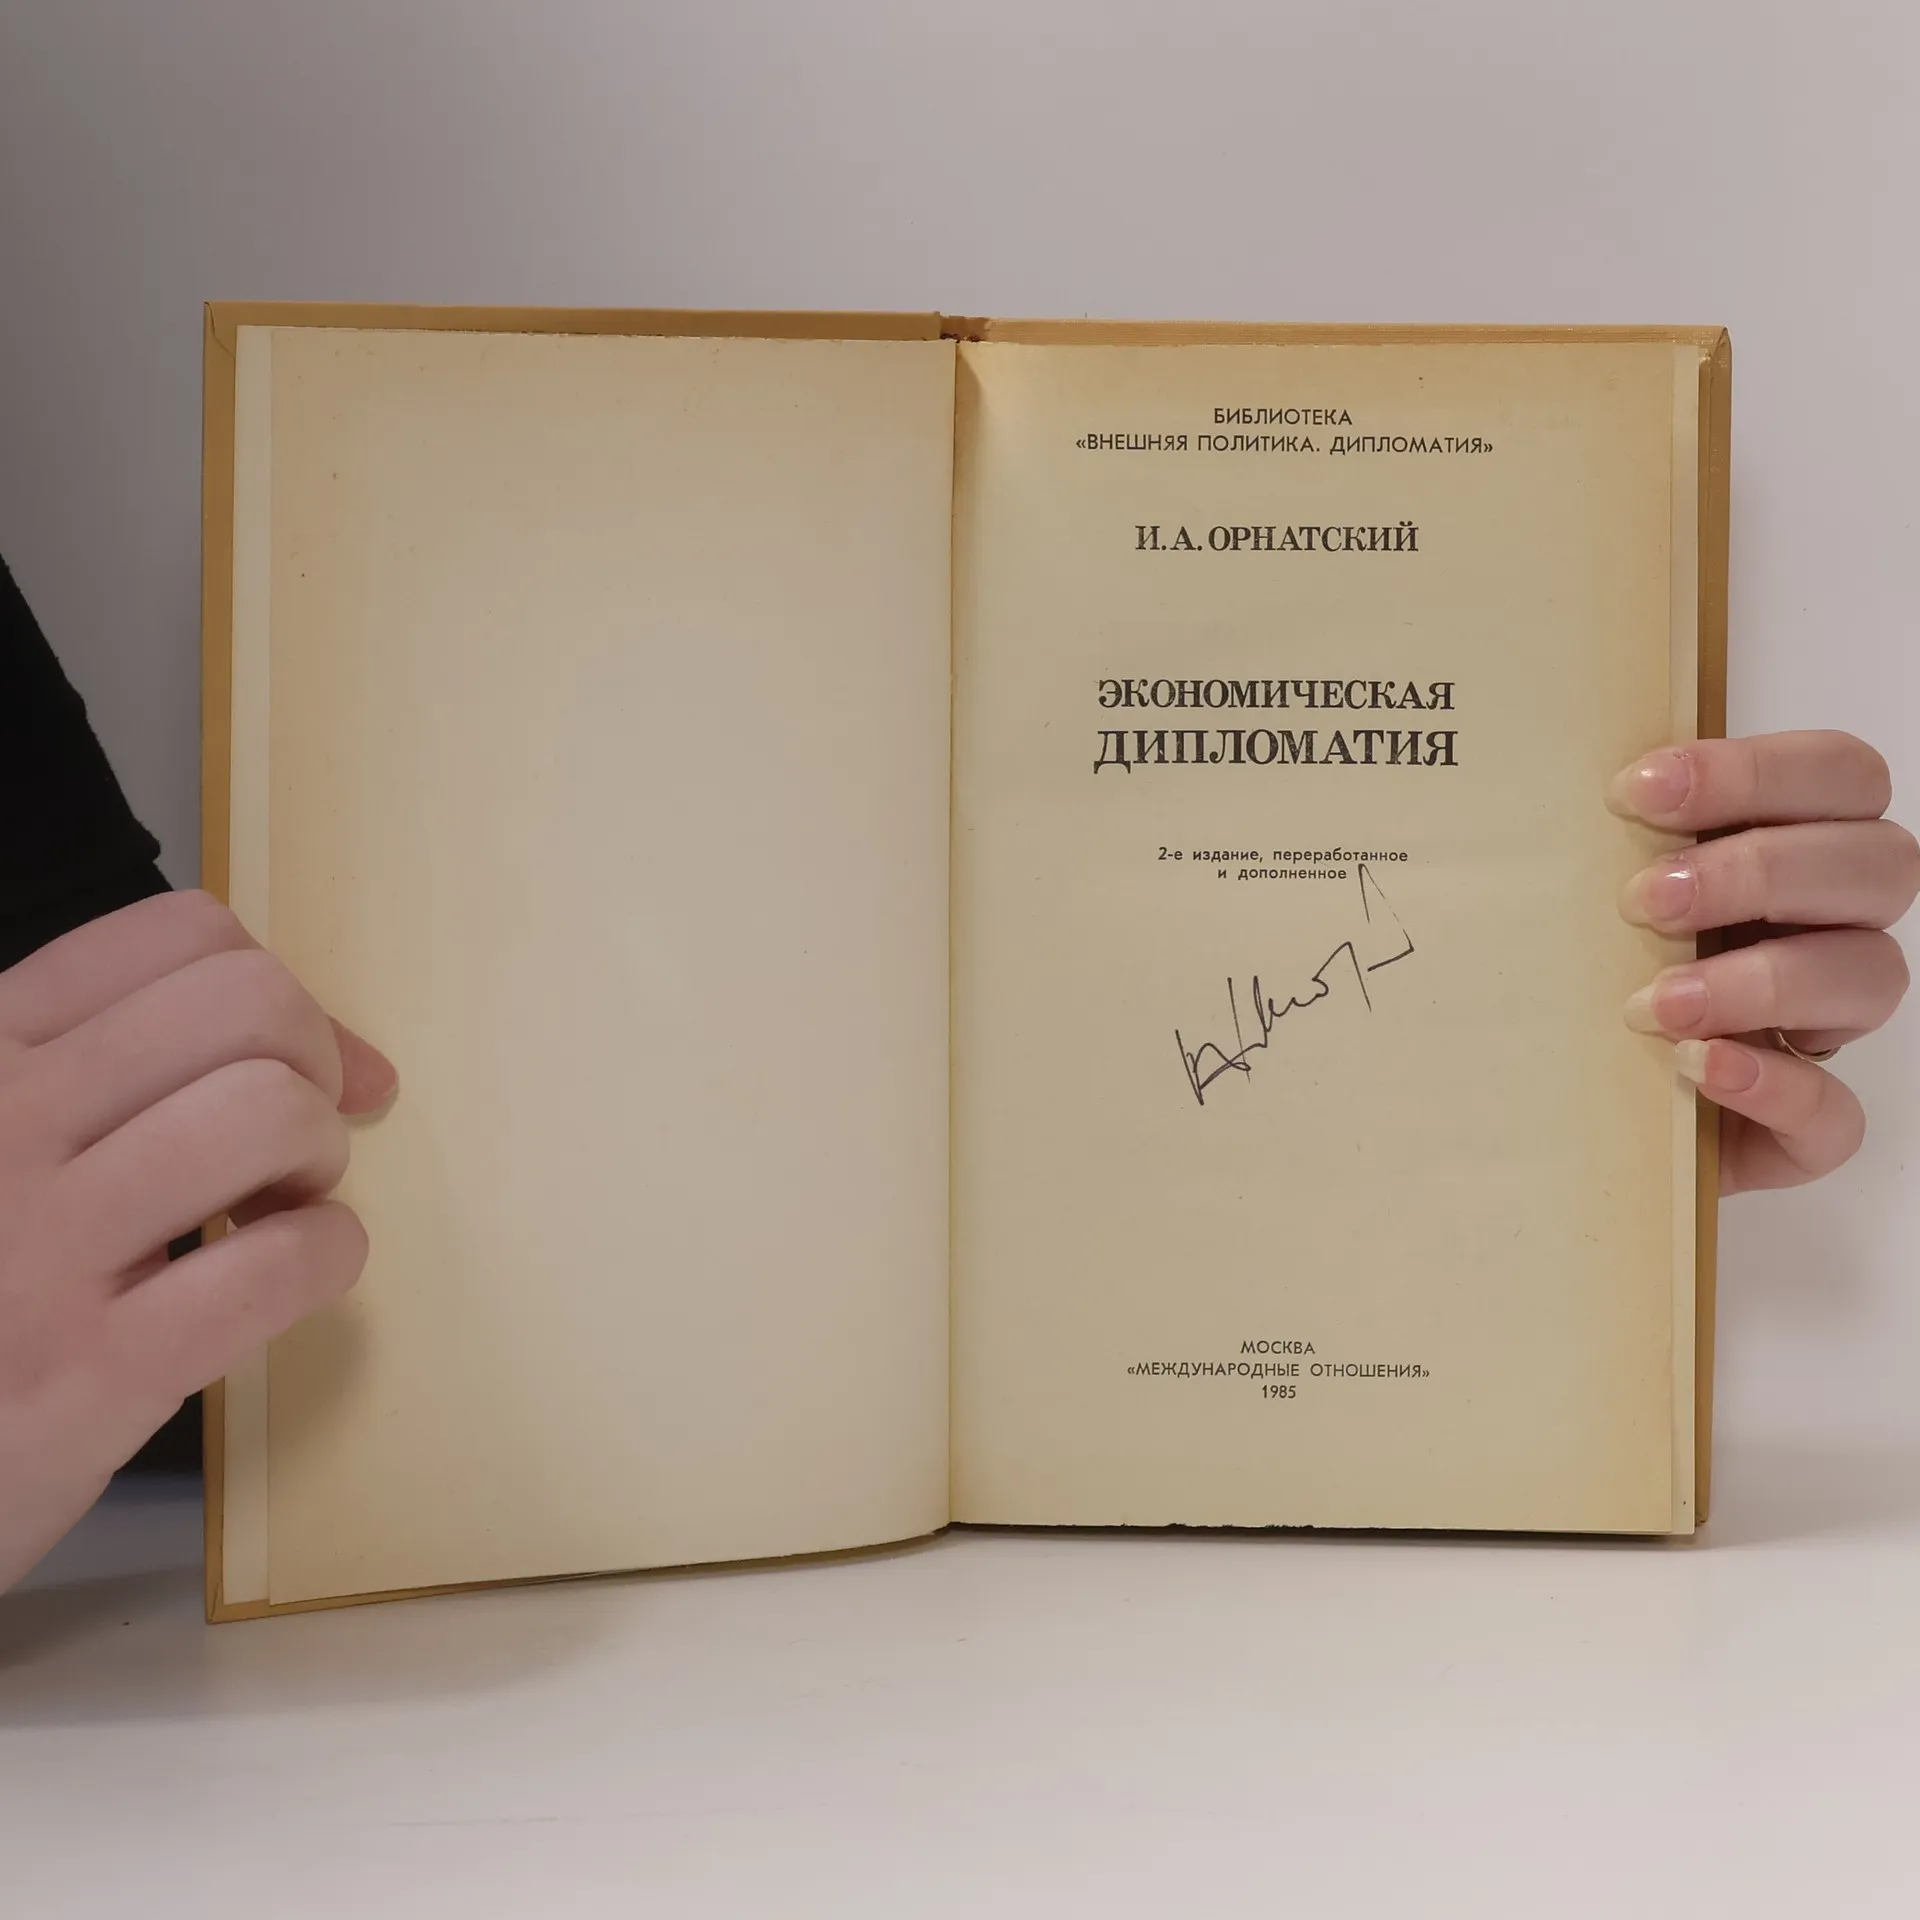 БИБЛИОТЕКА
«ВНЕШНЯЯ ПОЛИТИКА. ДИПЛОМАТИЯ»
И. А. ОРНАТСКИЙ
ЭКОНОМИЧЕСКАЯ
ДИПЛОМАТИЯ
2-е издание, переработанное
и дополненное
МОСКВА
«МЕЖДУНАРОДНЫЕ ОТНОШЕНИЯ»
1985